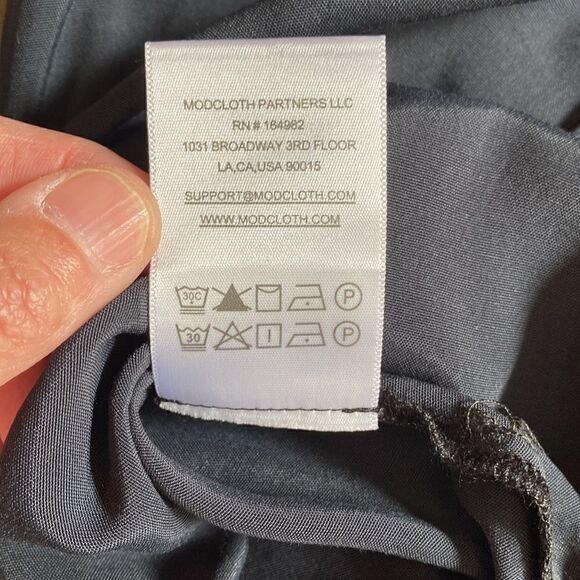 MODCLOTH PARTNERS LLC
RN # 164982
1031 BROADWAY 3RD FLOOR
LA,CA,USA 90015
SUPPORT@MODCLOTH.COM
WWW.MODCLOTH.COM
30C P
30 P